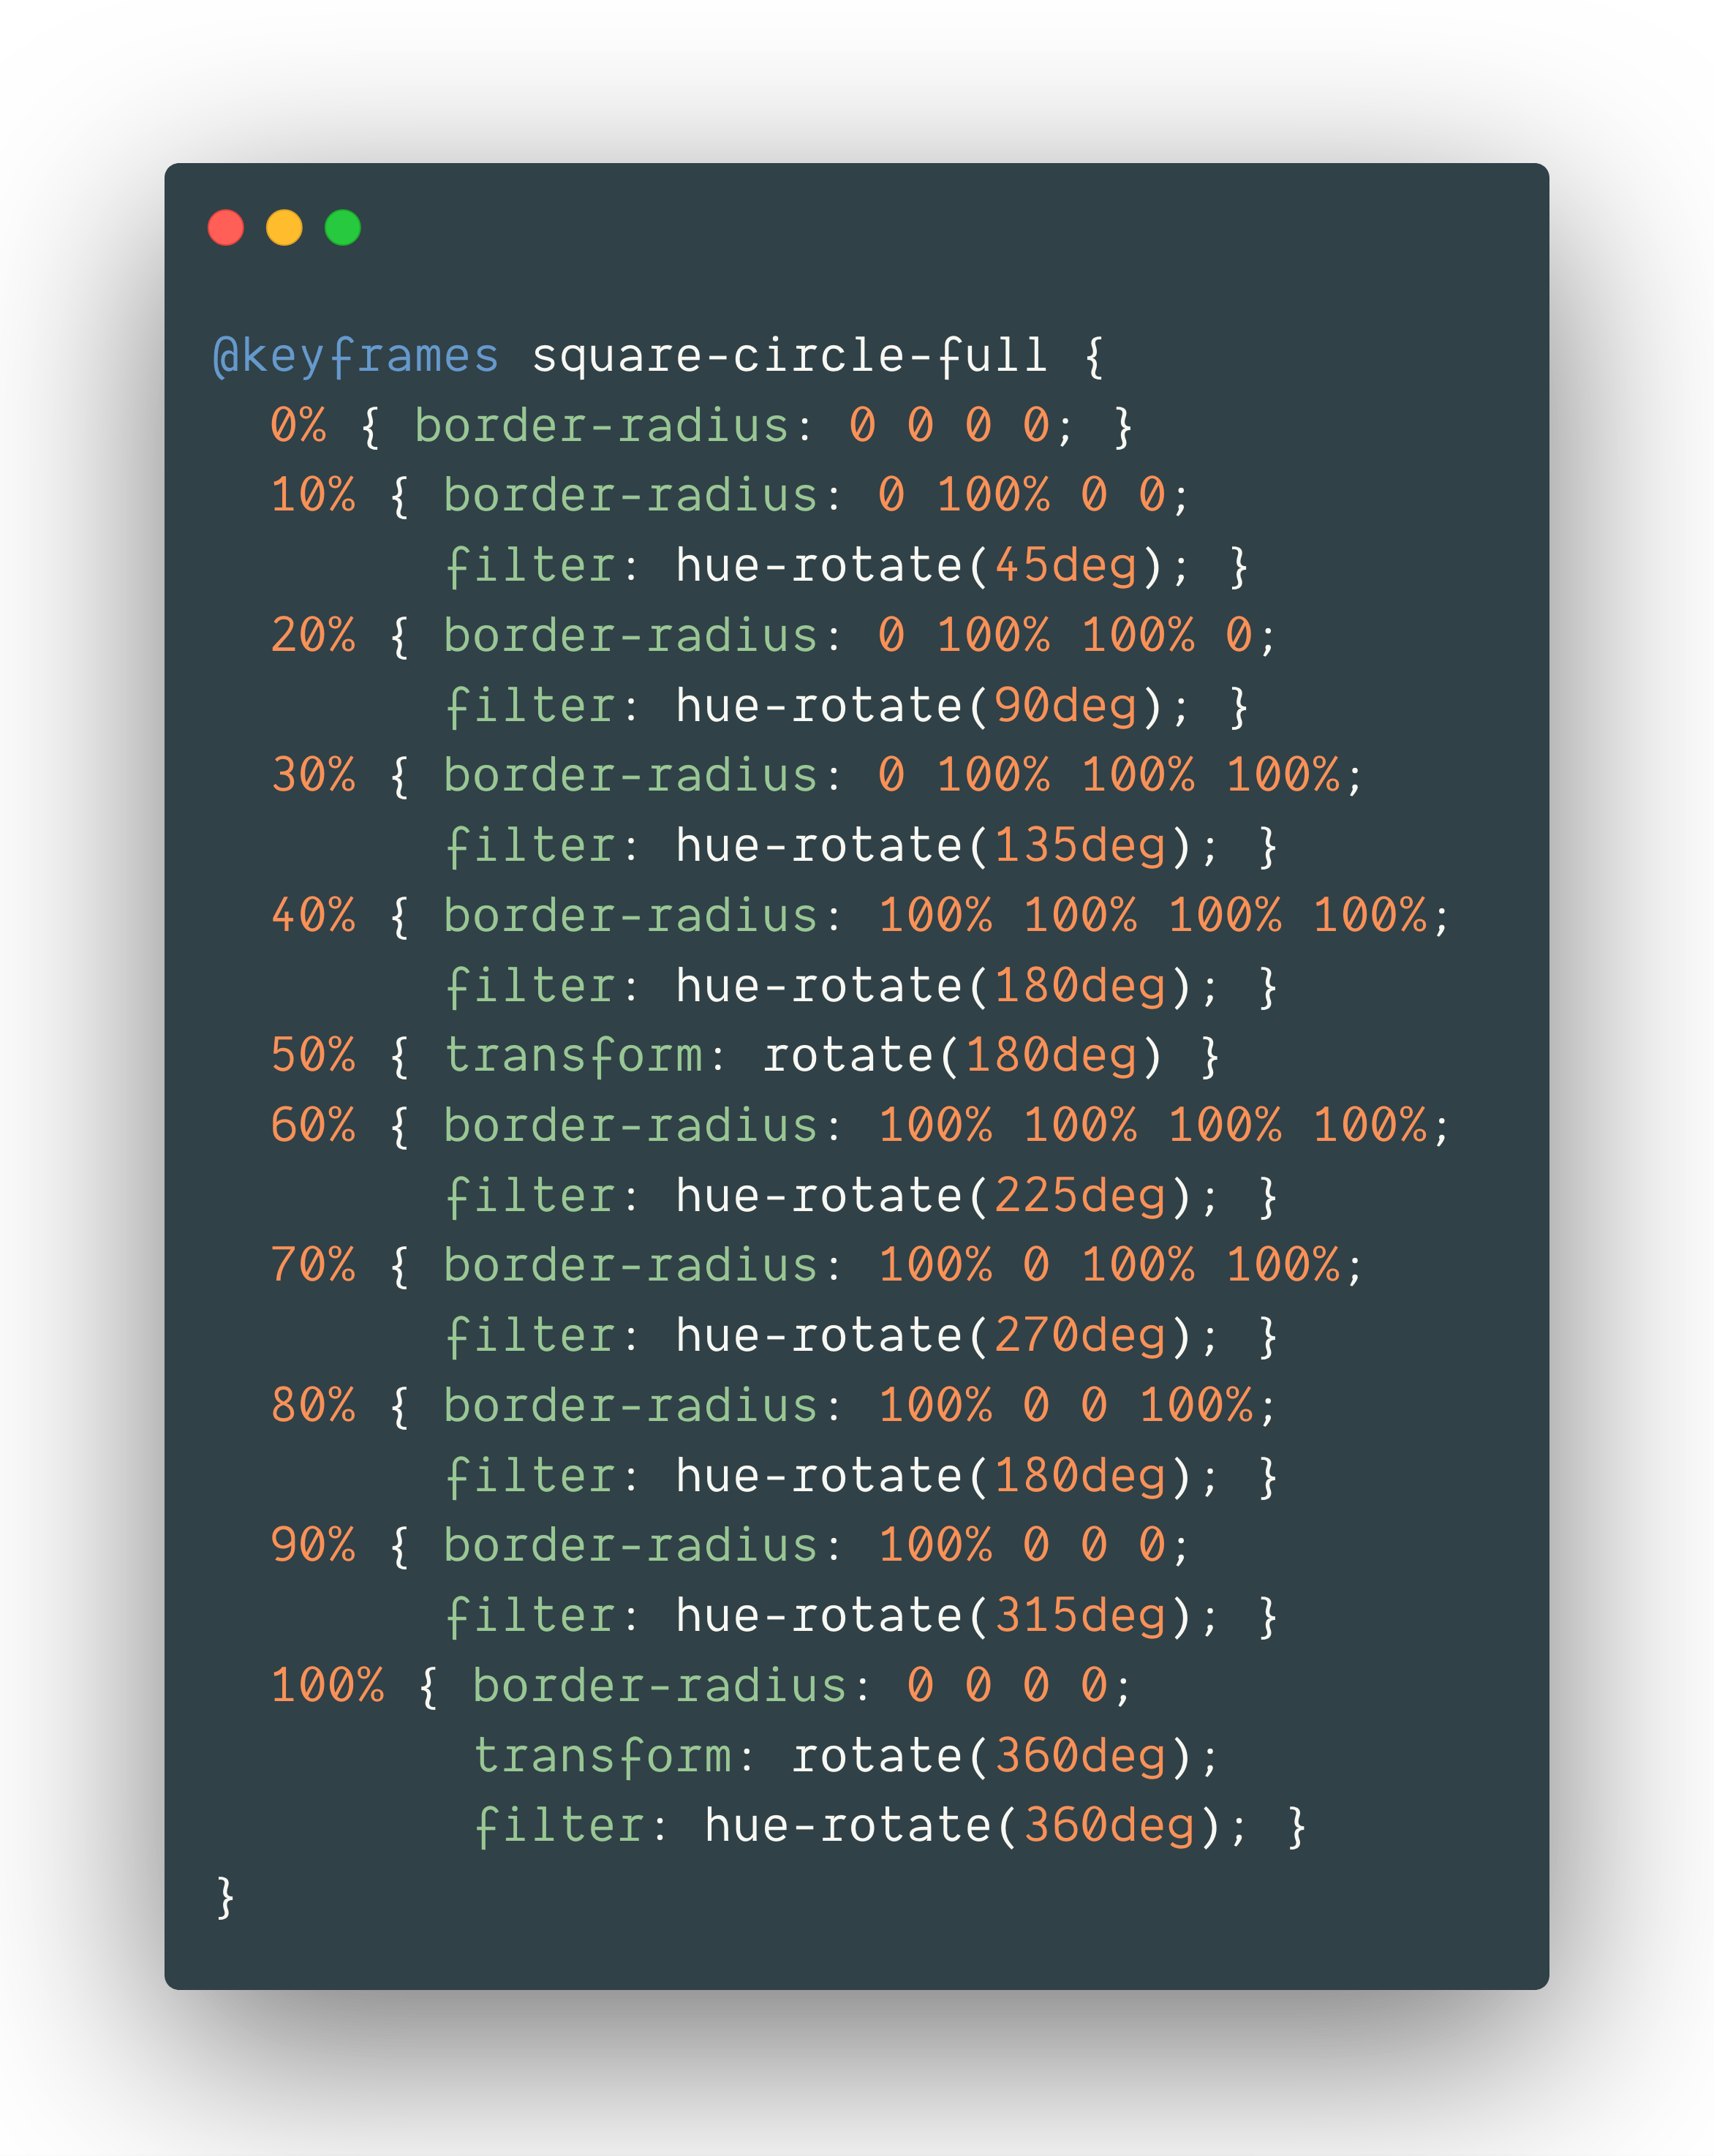 @keyframes square-circle-full {
  0% { border-radius: 0 0 0 0; }
  10% { border-radius: 0 100% 0 0;
        filter: hue-rotate(45deg); }
  20% { border-radius: 0 100% 100% 0;
        filter: hue-rotate(90deg); }
  30% { border-radius: 0 100% 100% 100%;
        filter: hue-rotate(135deg); }
  40% { border-radius: 100% 100% 100% 100%;
        filter: hue-rotate(180deg); }
  50% { transform: rotate(180deg) }
  60% { border-radius: 100% 100% 100% 100%;
        filter: hue-rotate(225deg); }
  70% { border-radius: 100% 0 100% 100%;
        filter: hue-rotate(270deg); }
  80% { border-radius: 100% 0 0 100%;
        filter: hue-rotate(180deg); }
  90% { border-radius: 100% 0 0 0;
        filter: hue-rotate(315deg); }
  100% { border-radius: 0 0 0 0;
         transform: rotate(360deg);
         filter: hue-rotate(360deg); }
}